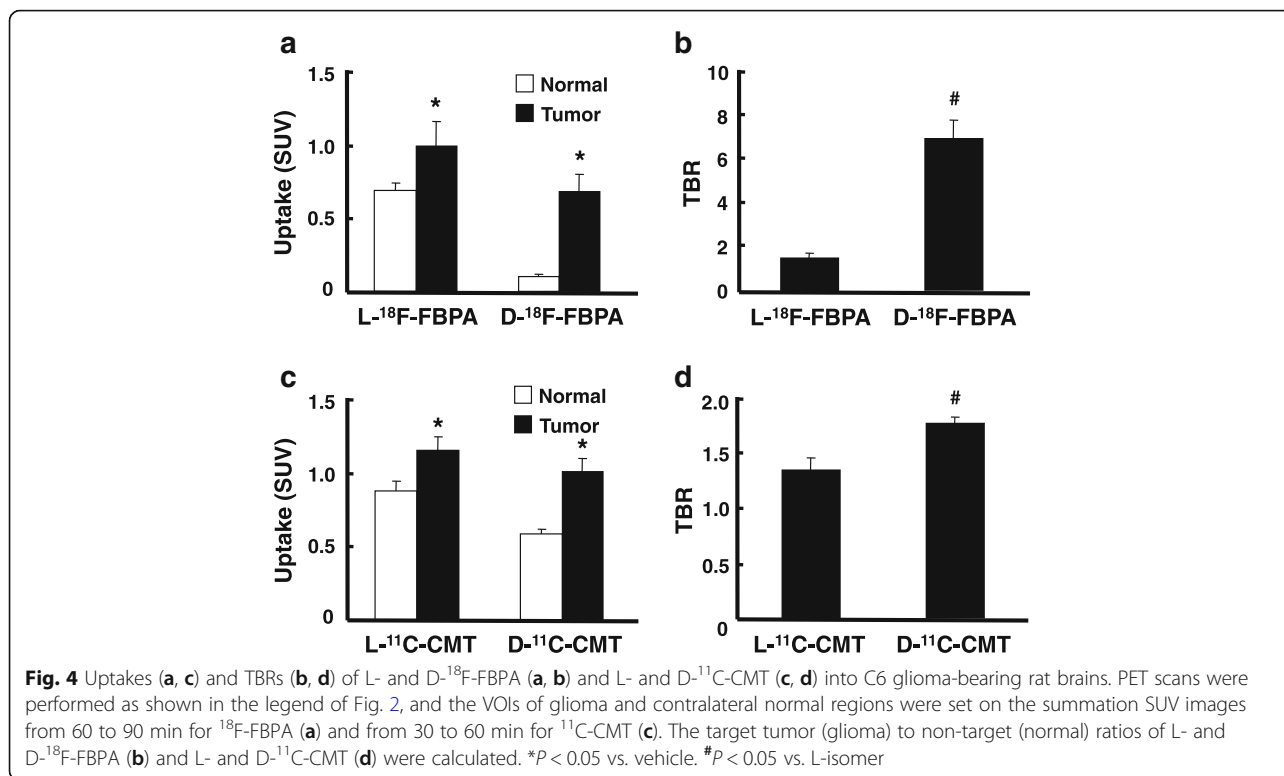 a
1.5
1.0
0.5
0
Uptake (SUV)
Normal
Tumor
*
*
L-¹⁸F-FBPA D-¹⁸F-FBPA
b
10
8
6
4
2
0
TBR
#
L-¹⁸F-FBPA D-¹⁸F-FBPA
c
1.5
1.0
0.5
0
Uptake (SUV)
Normal
Tumor
*
*
L-¹¹C-CMT D-¹¹C-CMT
d
2.0
1.5
1.0
0.5
0
TBR
#
L-¹¹C-CMT D-¹¹C-CMT
Fig. 4 Uptakes (a, c) and TBRs (b, d) of L- and D-¹⁸F-FBPA (a, b) and L- and D-¹¹C-CMT (c, d) into C6 glioma-bearing rat brains. PET scans were
performed as shown in the legend of Fig. 2, and the VOIs of glioma and contralateral normal regions were set on the summation SUV images
from 60 to 90 min for ¹⁸F-FBPA (a) and from 30 to 60 min for ¹¹C-CMT (c). The target tumor (glioma) to non-target (normal) ratios of L- and
D-¹⁸F-FBPA (b) and L- and D-¹¹C-CMT (d) were calculated. *P < 0.05 vs. vehicle. #P < 0.05 vs. L-isomer